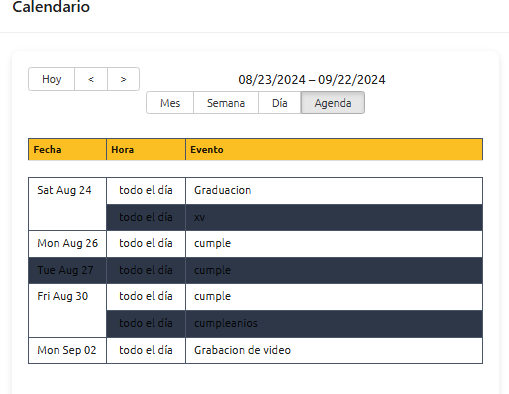 Calendario
Hoy < > 08/23/2024 – 09/22/2024
Mes Semana Día Agenda
Fecha Hora Evento
Sat Aug 24 todo el día Graduacion
todo el día xv
Mon Aug 26 todo el día cumple
Tue Aug 27 todo el día cumple
Fri Aug 30 todo el día cumple
todo el día cumpleanios
Mon Sep 02 todo el día Grabacion de video